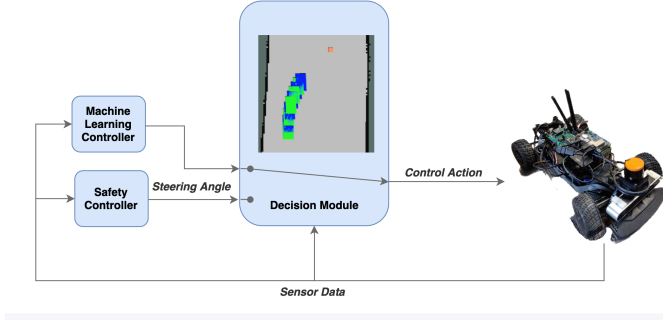 Machine
Learning
Controller
Safety
Controller
Steering Angle
Decision Module
Control Action
Sensor Data